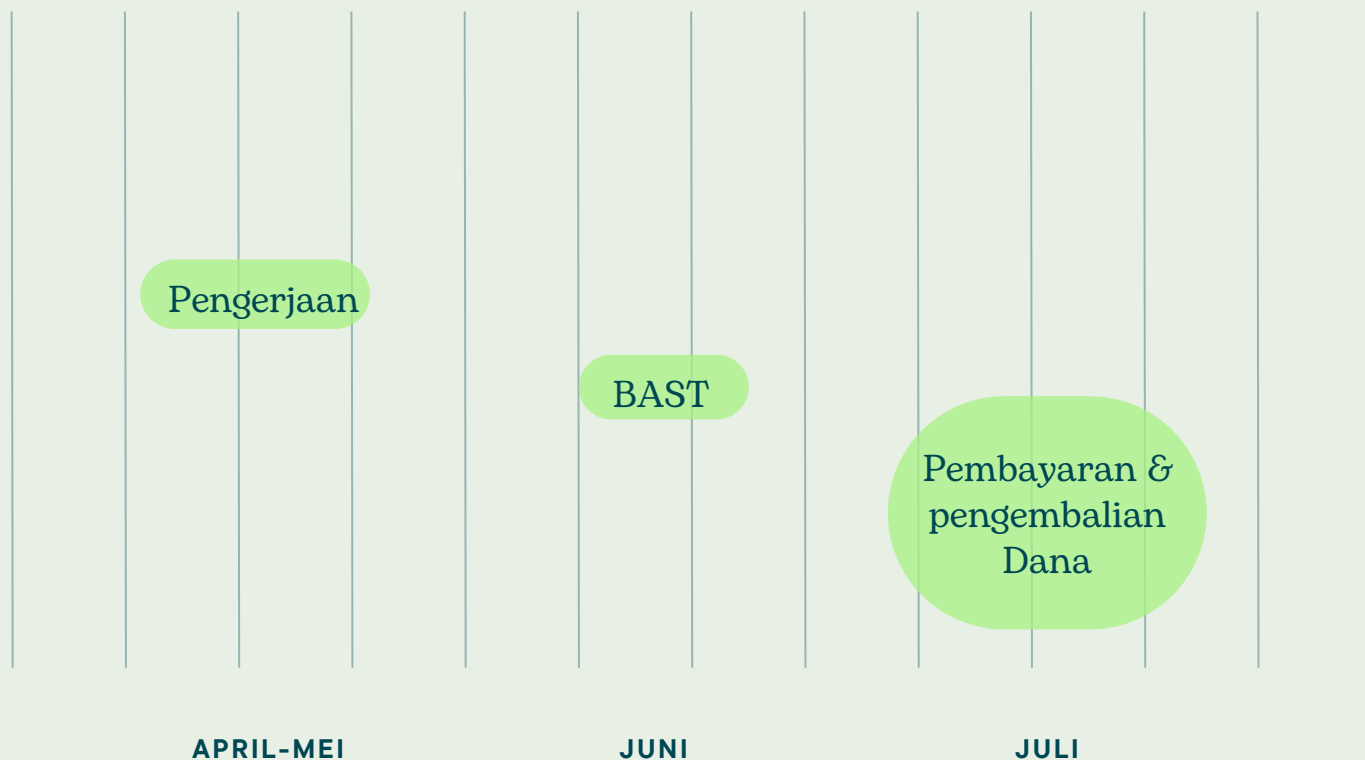 Pengerjaan
BAST
Pembayaran &
pengembalian
Dana
APRIL-MEI
JUNI
JULI